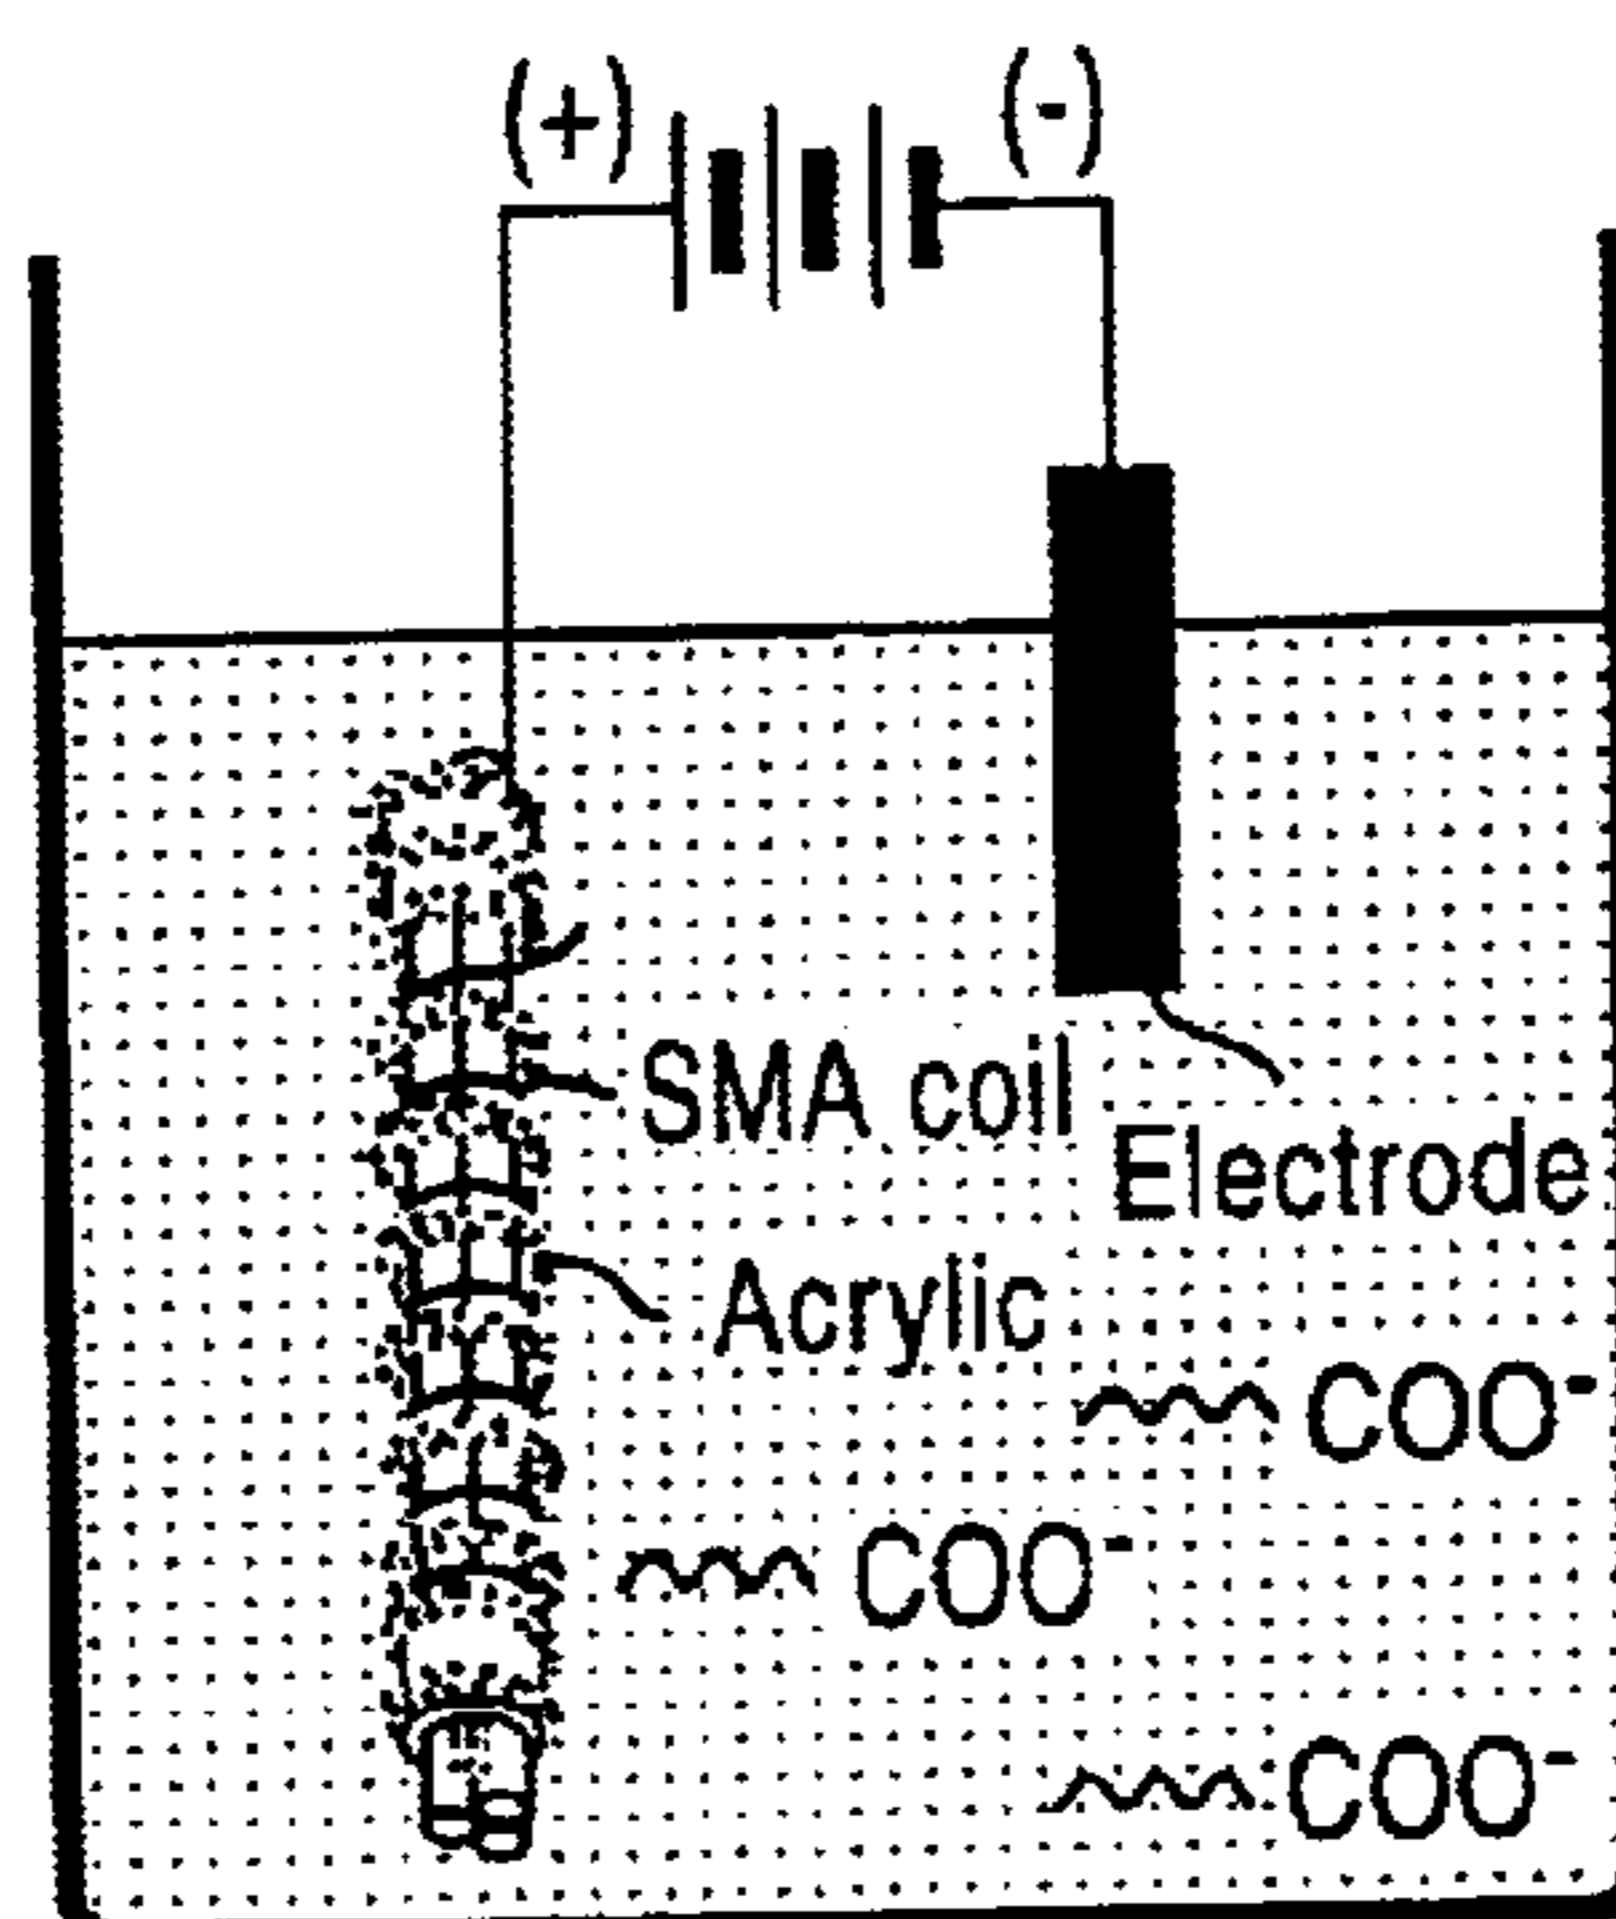 (+) (-)
SMA coil
Electrode
Acrylic
COO⁻
COO⁻
COO⁻